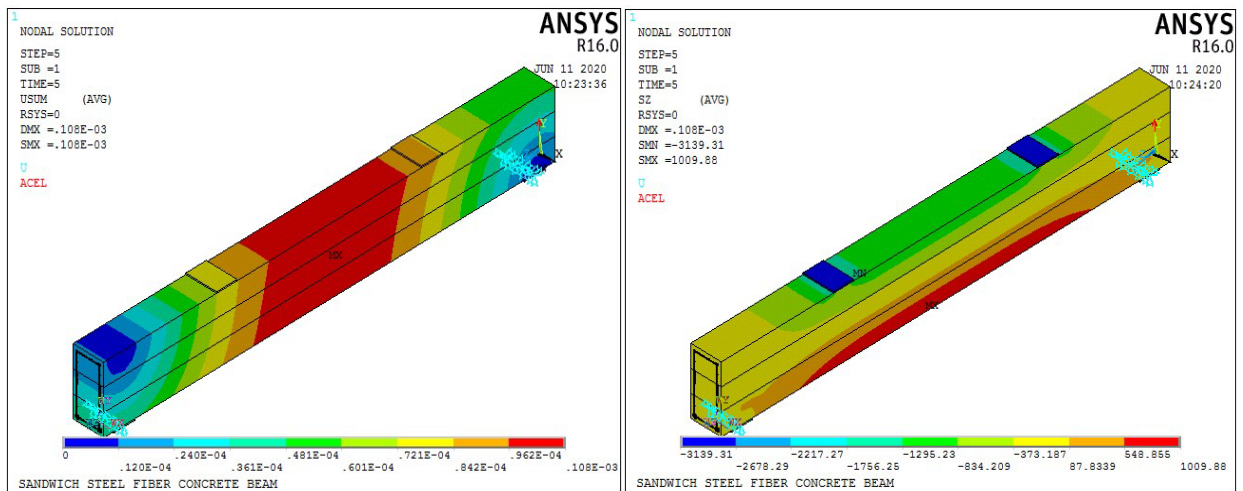 1
ANSYS
R16.0
NODAL SOLUTION
STEP=5
SUB =1
TIME=5
USUM (AVG)
RSYS=0
DMX =.108E-03
SMX =.108E-03
U
ACEL
JUN 11 2020
10:23:36
Y
X
MX
0 .240E-04 .481E-04 .721E-04 .962E-04
.120E-04 .361E-04 .601E-04 .842E-04 .108E-03
SANDWICH STEEL FIBER CONCRETE BEAM
1
ANSYS
R16.0
NODAL SOLUTION
STEP=5
SUB =1
TIME=5
SZ (AVG)
RSYS=0
DMX =.108E-03
SMN =-3139.31
SMX =1009.88
U
ACEL
JUN 11 2020
10:24:20
X
MN
MX
-3139.31 -2217.27 -1295.23 -373.187 548.855
-2678.29 -1756.25 -834.209 87.8339 1009.88
SANDWICH STEEL FIBER CONCRETE BEAM